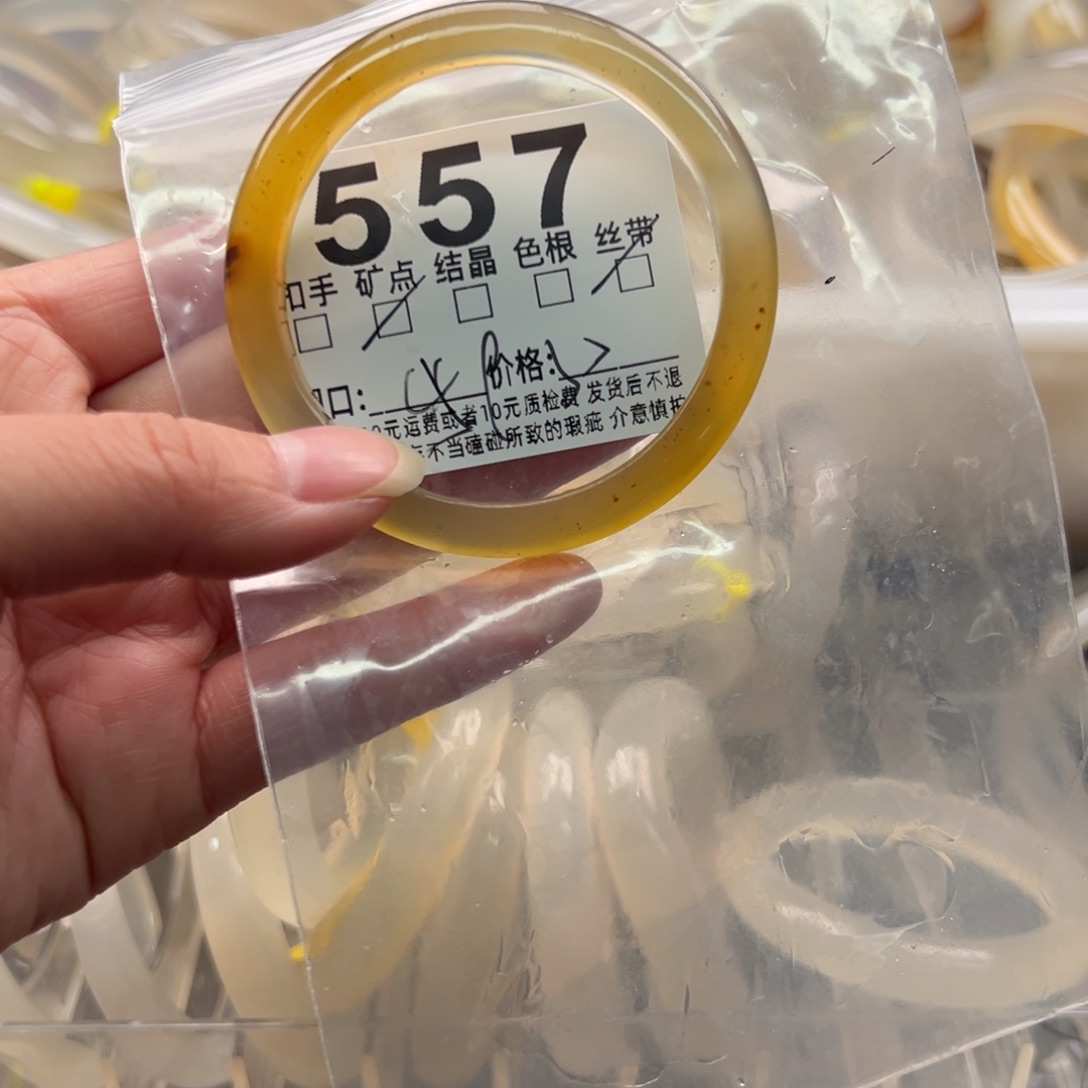 557
扣手 矿点 结晶 色根 丝带
口: 价格:
0元运费或者10元质检费 发货后不退
不当磕碰所致的瑕疵 介意慎拍